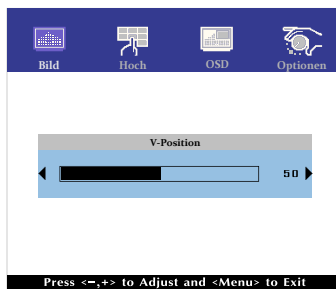 Bild Hoch OSD Optionen
V-Position
50
Press <-,+> to Adjust and <Menu> to Exit